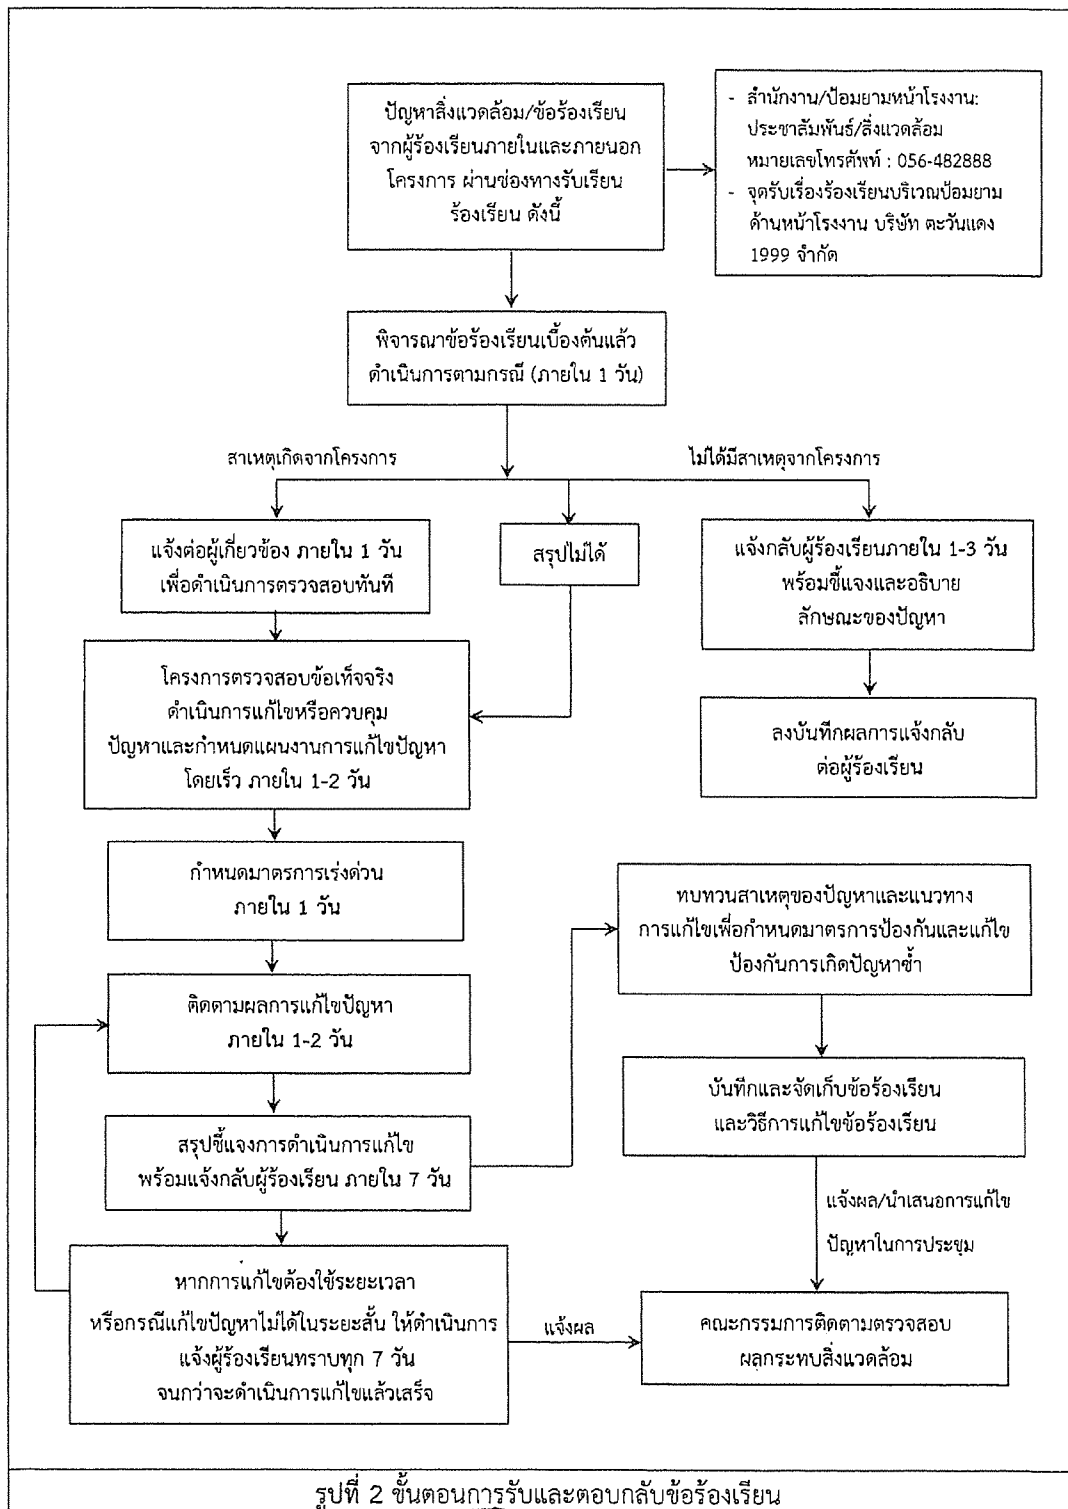 ปัญหาสิ่งแวดล้อม/ข้อร้องเรียน
จากผู้ร้องเรียนภายในและภายนอก
โครงการ ผ่านช่องทางรับเรียน
ร้องเรียน ดังนี้
- สำนักงาน/ป้อมยามหน้าโรงงาน:
ประชาสัมพันธ์/สิ่งแวดล้อม
หมายเลขโทรศัพท์ : 056-482888
- จุดรับเรื่องร้องเรียนบริเวณป้อมยาม
ด้านหน้าโรงงาน บริษัท ตะวันแดง
1999 จำกัด
พิจารณาข้อร้องเรียนเบื้องต้นแล้ว
ดำเนินการตามกรณี (ภายใน 1 วัน)
สาเหตุเกิดจากโครงการ
ไม่ได้มีสาเหตุจากโครงการ
แจ้งต่อผู้เกี่ยวข้อง ภายใน 1 วัน
เพื่อดำเนินการตรวจสอบทันที
สรุปไม่ได้
แจ้งกลับผู้ร้องเรียนภายใน 1-3 วัน
พร้อมชี้แจงและอธิบาย
ลักษณะของปัญหา
โครงการตรวจสอบข้อเท็จจริง
ดำเนินการแก้ไขหรือควบคุม
ปัญหาและกำหนดแผนงานการแก้ไขปัญหา
โดยเร็ว ภายใน 1-2 วัน
ลงบันทึกผลการแจ้งกลับ
ต่อผู้ร้องเรียน
กำหนดมาตรการเร่งด่วน
ภายใน 1 วัน
ทบทวนสาเหตุของปัญหาและแนวทาง
การแก้ไขเพื่อกำหนดมาตรการป้องกันและแก้ไข
ป้องกันการเกิดปัญหาซ้ำ
ติดตามผลการแก้ไขปัญหา
ภายใน 1-2 วัน
บันทึกและจัดเก็บข้อร้องเรียน
และวิธีการแก้ไขข้อร้องเรียน
สรุปชี้แจงการดำเนินการแก้ไข
พร้อมแจ้งกลับผู้ร้องเรียน ภายใน 7 วัน
แจ้งผล/นำเสนอการแก้ไข
ปัญหาในการประชุม
หากการแก้ไขต้องใช้ระยะเวลา
หรือกรณีแก้ไขปัญหาไม่ได้ในระยะสั้น ให้ดำเนินการ
แจ้งผู้ร้องเรียนทราบทุก 7 วัน
จนกว่าจะดำเนินการแก้ไขแล้วเสร็จ
แจ้งผล
คณะกรรมการติดตามตรวจสอบ
ผลกระทบสิ่งแวดล้อม
รูปที่ 2 ขั้นตอนการรับและตอบกลับข้อร้องเรียน